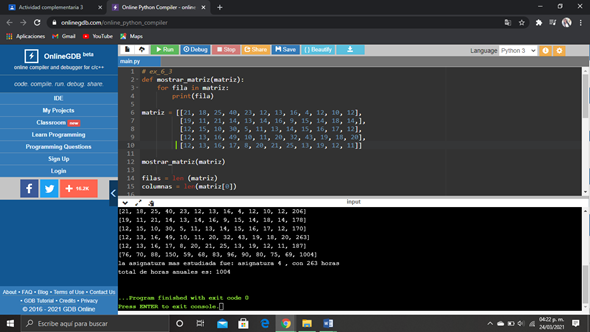 Actividad complementaria 3
Online Python Compiler - online
onlinegdb.com/online_python_compiler
Aplicaciones
Gmail
YouTube
Maps
OnlineGDB beta
online compiler and debugger for c/c++
code. compile. run. debug. share.
IDE
My Projects
Classroom new
Learn Programming
Programming Questions
Sign Up
Login
16.2K
About • FAQ • Blog • Terms of Use • Contact Us
• GDB Tutorial • Credits • Privacy
© 2016 - 2021 GDB Online
Run
Debug
Stop
Share
Save
{ } Beautify
Language Python 3
main.py
1 # ex_6_3
2 def mostrar_matriz(matriz):
3 for fila in matriz:
4 print(fila)
5
6 matriz = [[21, 18, 25, 40, 23, 12, 13, 16, 4, 12, 10, 12],
7 [19, 11, 21, 14, 13, 14, 16, 9, 15, 14, 18, 14,],
8 [12, 15, 10, 30, 5, 11, 13, 14, 15, 16, 17, 12],
9 [12, 13, 16, 49, 10, 11, 20, 32, 43, 19, 18, 20],
10 [12, 13, 16, 17, 8, 20, 21, 25, 13, 19, 12, 11]]
11
12 mostrar_matriz(matriz)
13
14 filas = len (matriz)
15 columnas = len(matriz[0])
input
[21, 18, 25, 40, 23, 12, 13, 16, 4, 12, 10, 12, 206]
[19, 11, 21, 14, 13, 14, 16, 9, 15, 14, 18, 14, 178]
[12, 15, 10, 30, 5, 11, 13, 14, 15, 16, 17, 12, 170]
[12, 13, 16, 49, 10, 11, 20, 32, 43, 19, 18, 20, 263]
[12, 13, 16, 17, 8, 20, 21, 25, 13, 19, 12, 11, 187]
[76, 70, 88, 150, 59, 68, 83, 96, 90, 80, 75, 69, 1004]
la asignatura mas estudiada fue: asignatura 4 , con 263 horas
total de horas anuales es: 1004
...Program finished with exit code 0
Press ENTER to exit console.
Escribe aquí para buscar
04:22 p. m.
24/03/2021